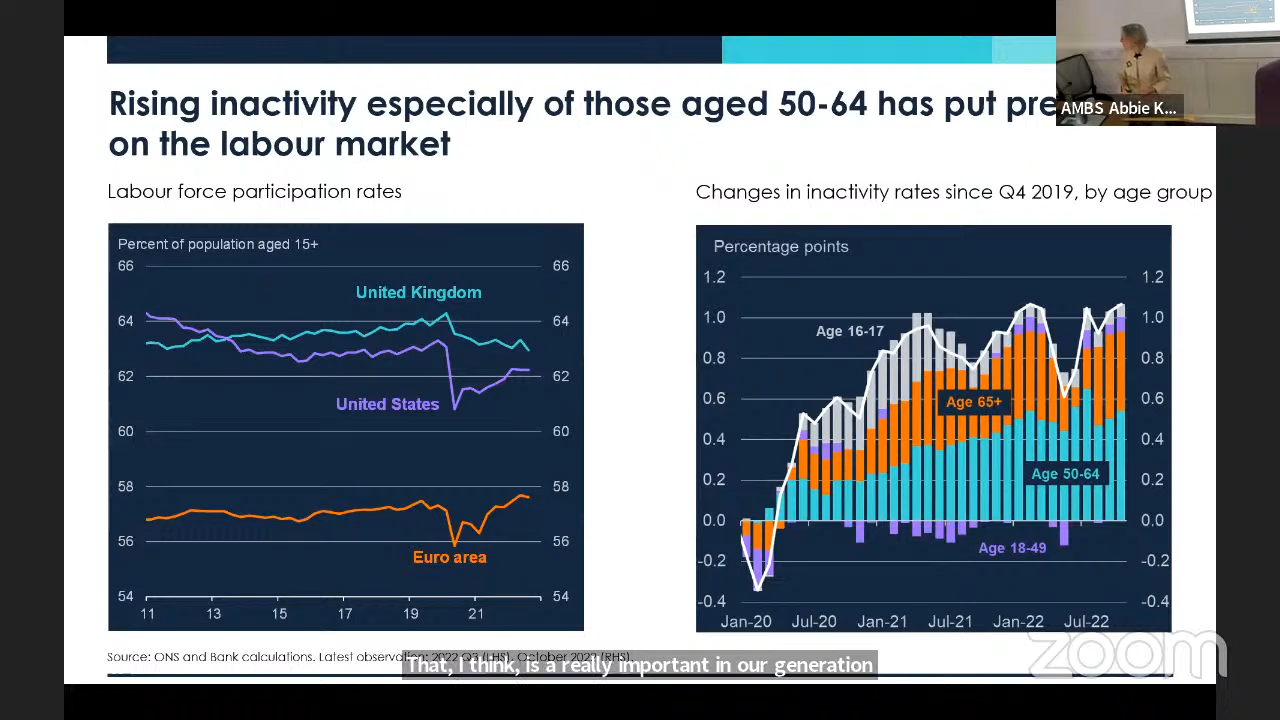 Rising inactivity especially of those aged 50-64 has put pre
on the labour market
AMBS Abbie K...
Labour force participation rates
Percent of population aged 15+
66 66
United Kingdom
64 64
62 62
United States
60 60
58 58
56 56
Euro area
54 54
11 13 15 17 19 21
Changes in inactivity rates since Q4 2019, by age group
Percentage points
1.2 1.2
1.0 1.0
Age 16-17
0.8 0.8
0.6 0.6
Age 65+
0.4 0.4
Age 50-64
0.2 0.2
0.0 0.0
Age 18-49
-0.2 -0.2
-0.4 -0.4
Jan-20 Jul-20 Jan-21 Jul-21 Jan-22 Jul-22
Source: ONS and Bank calculations. Latest observation: 2022 Q3 (LHS), October 2022 (RHS).
That, I think, is a really important in our generation
zoom